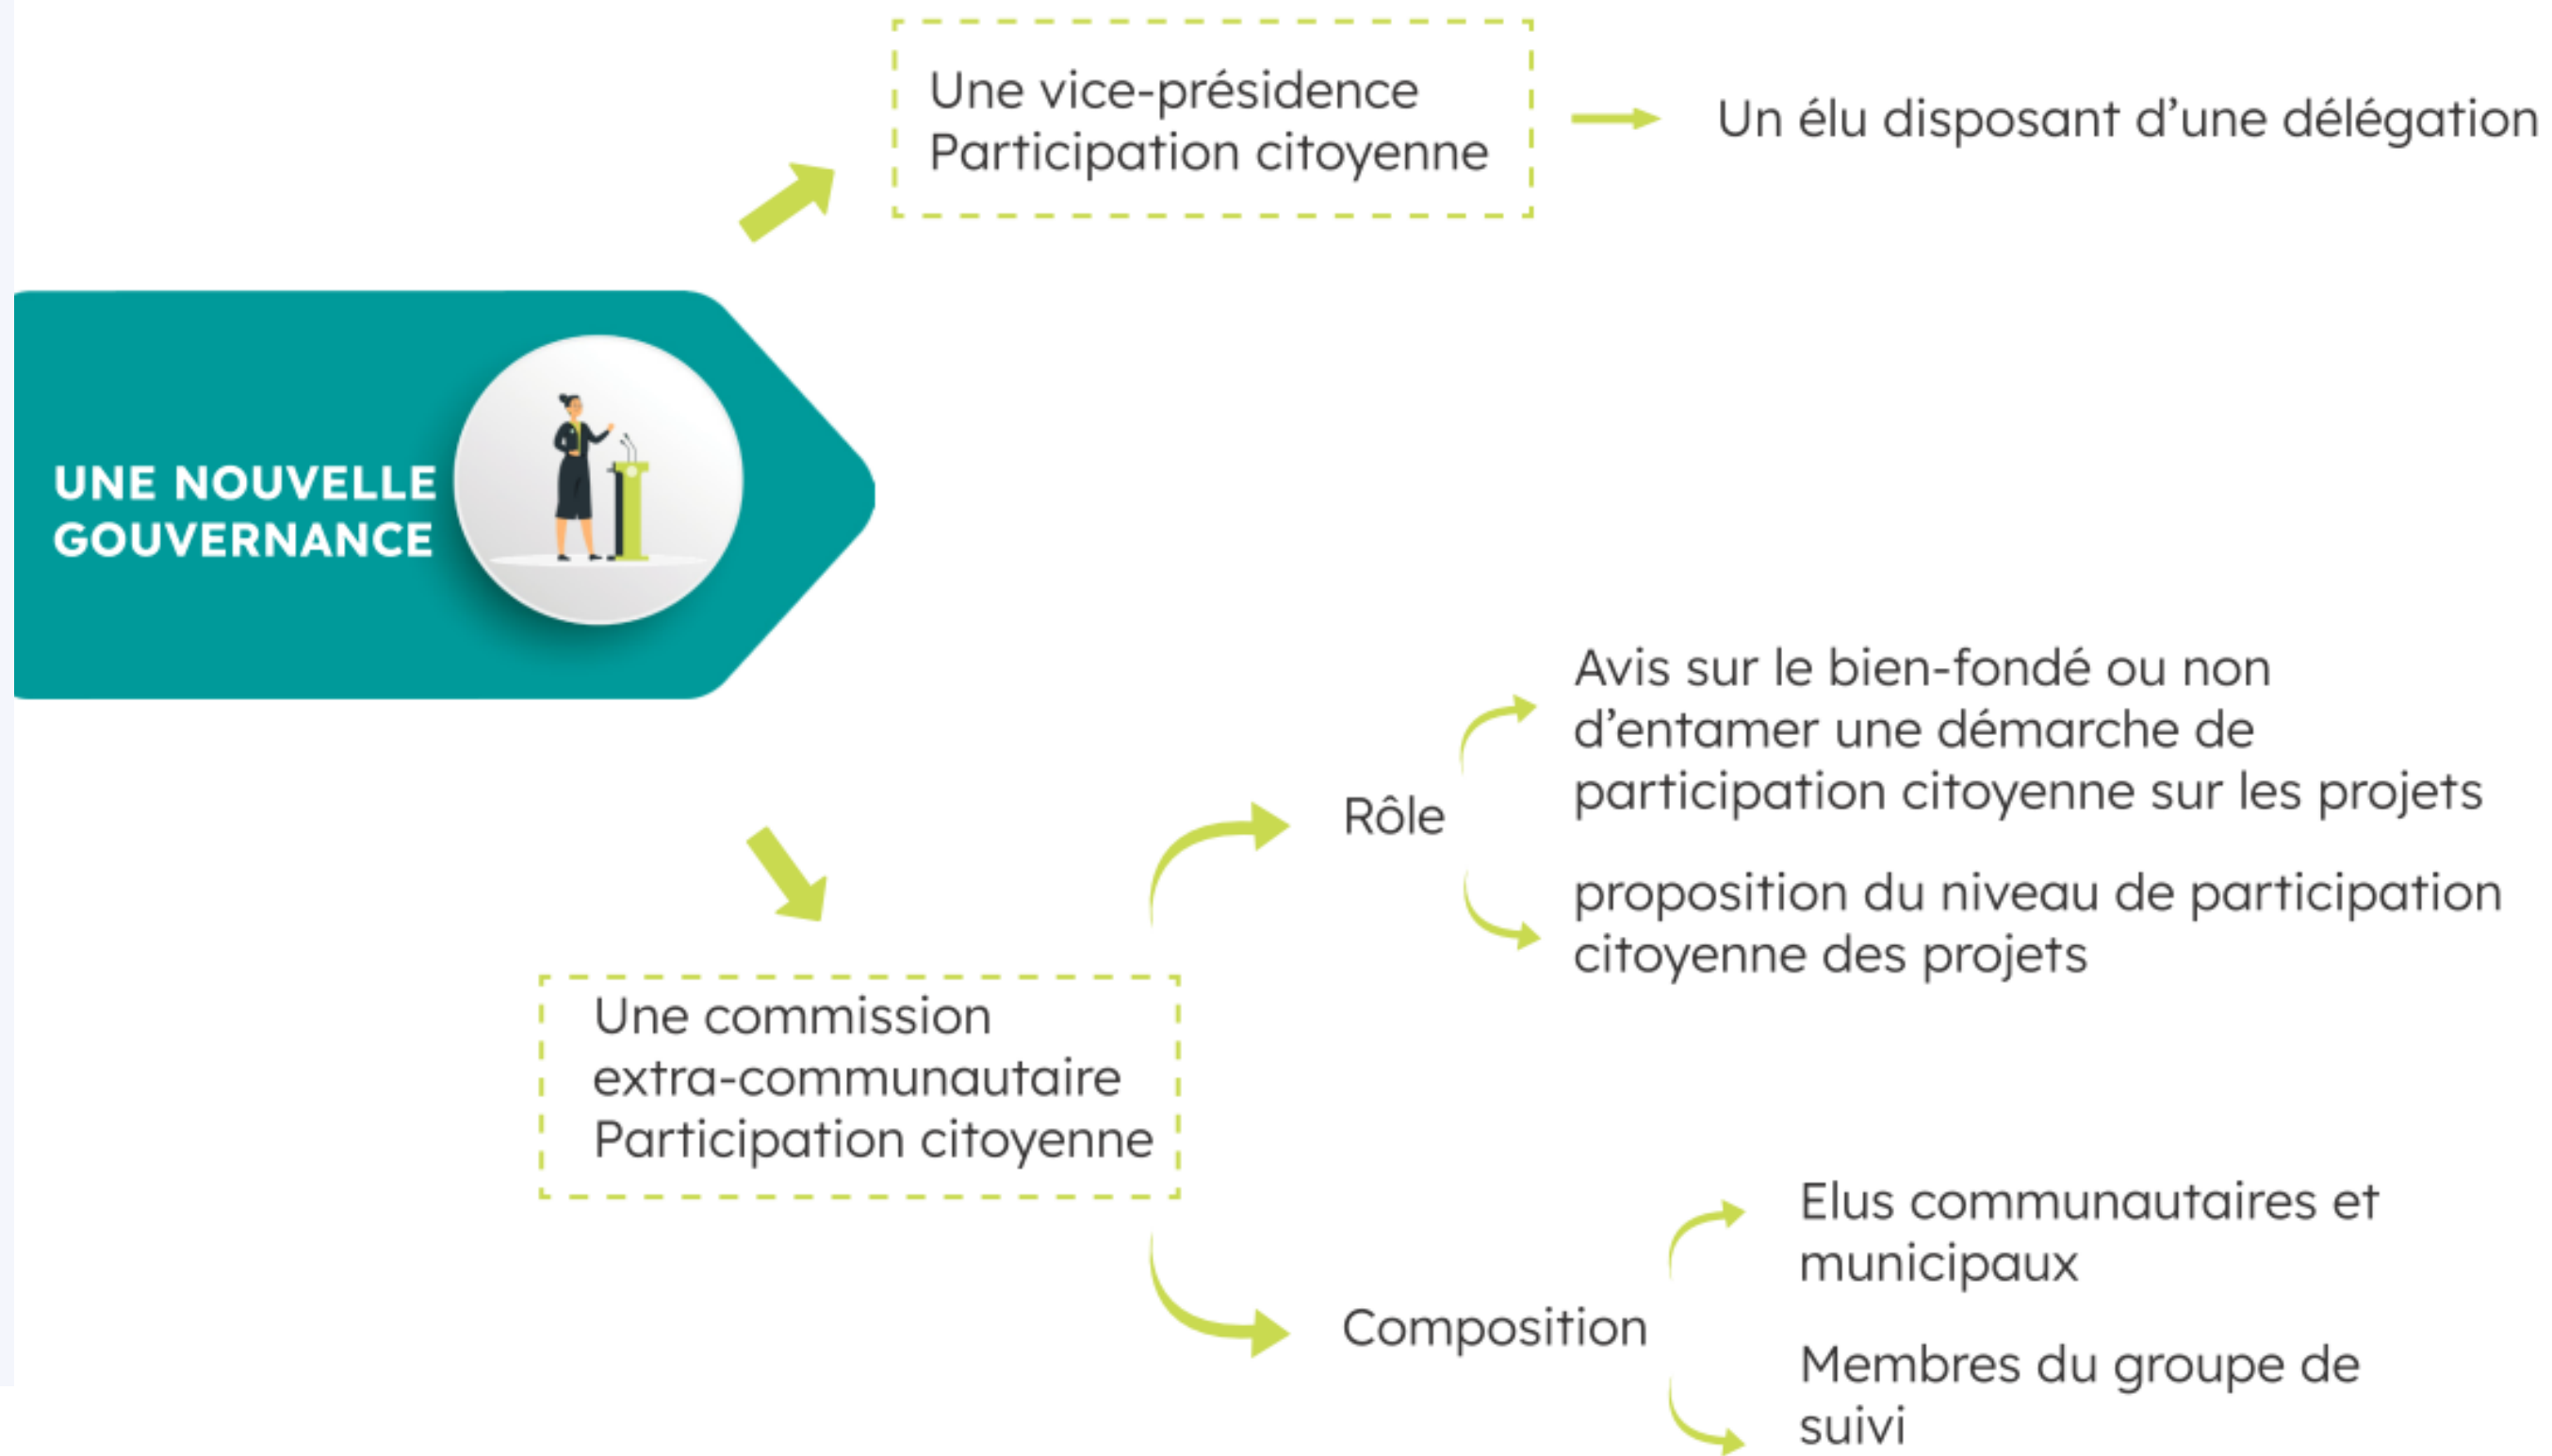 Une vice-présidence
Participation citoyenne
Un élu disposant d'une délégation
UNE NOUVELLE
GOUVERNANCE
Avis sur le bien-fondé ou non
d'entamer une démarche de
participation citoyenne sur les projets
Rôle
proposition du niveau de participation
citoyenne des projets
Une commission
extra-communautaire
Participation citoyenne
Elus communautaires et
municipaux
Composition
Membres du groupe de
suivi